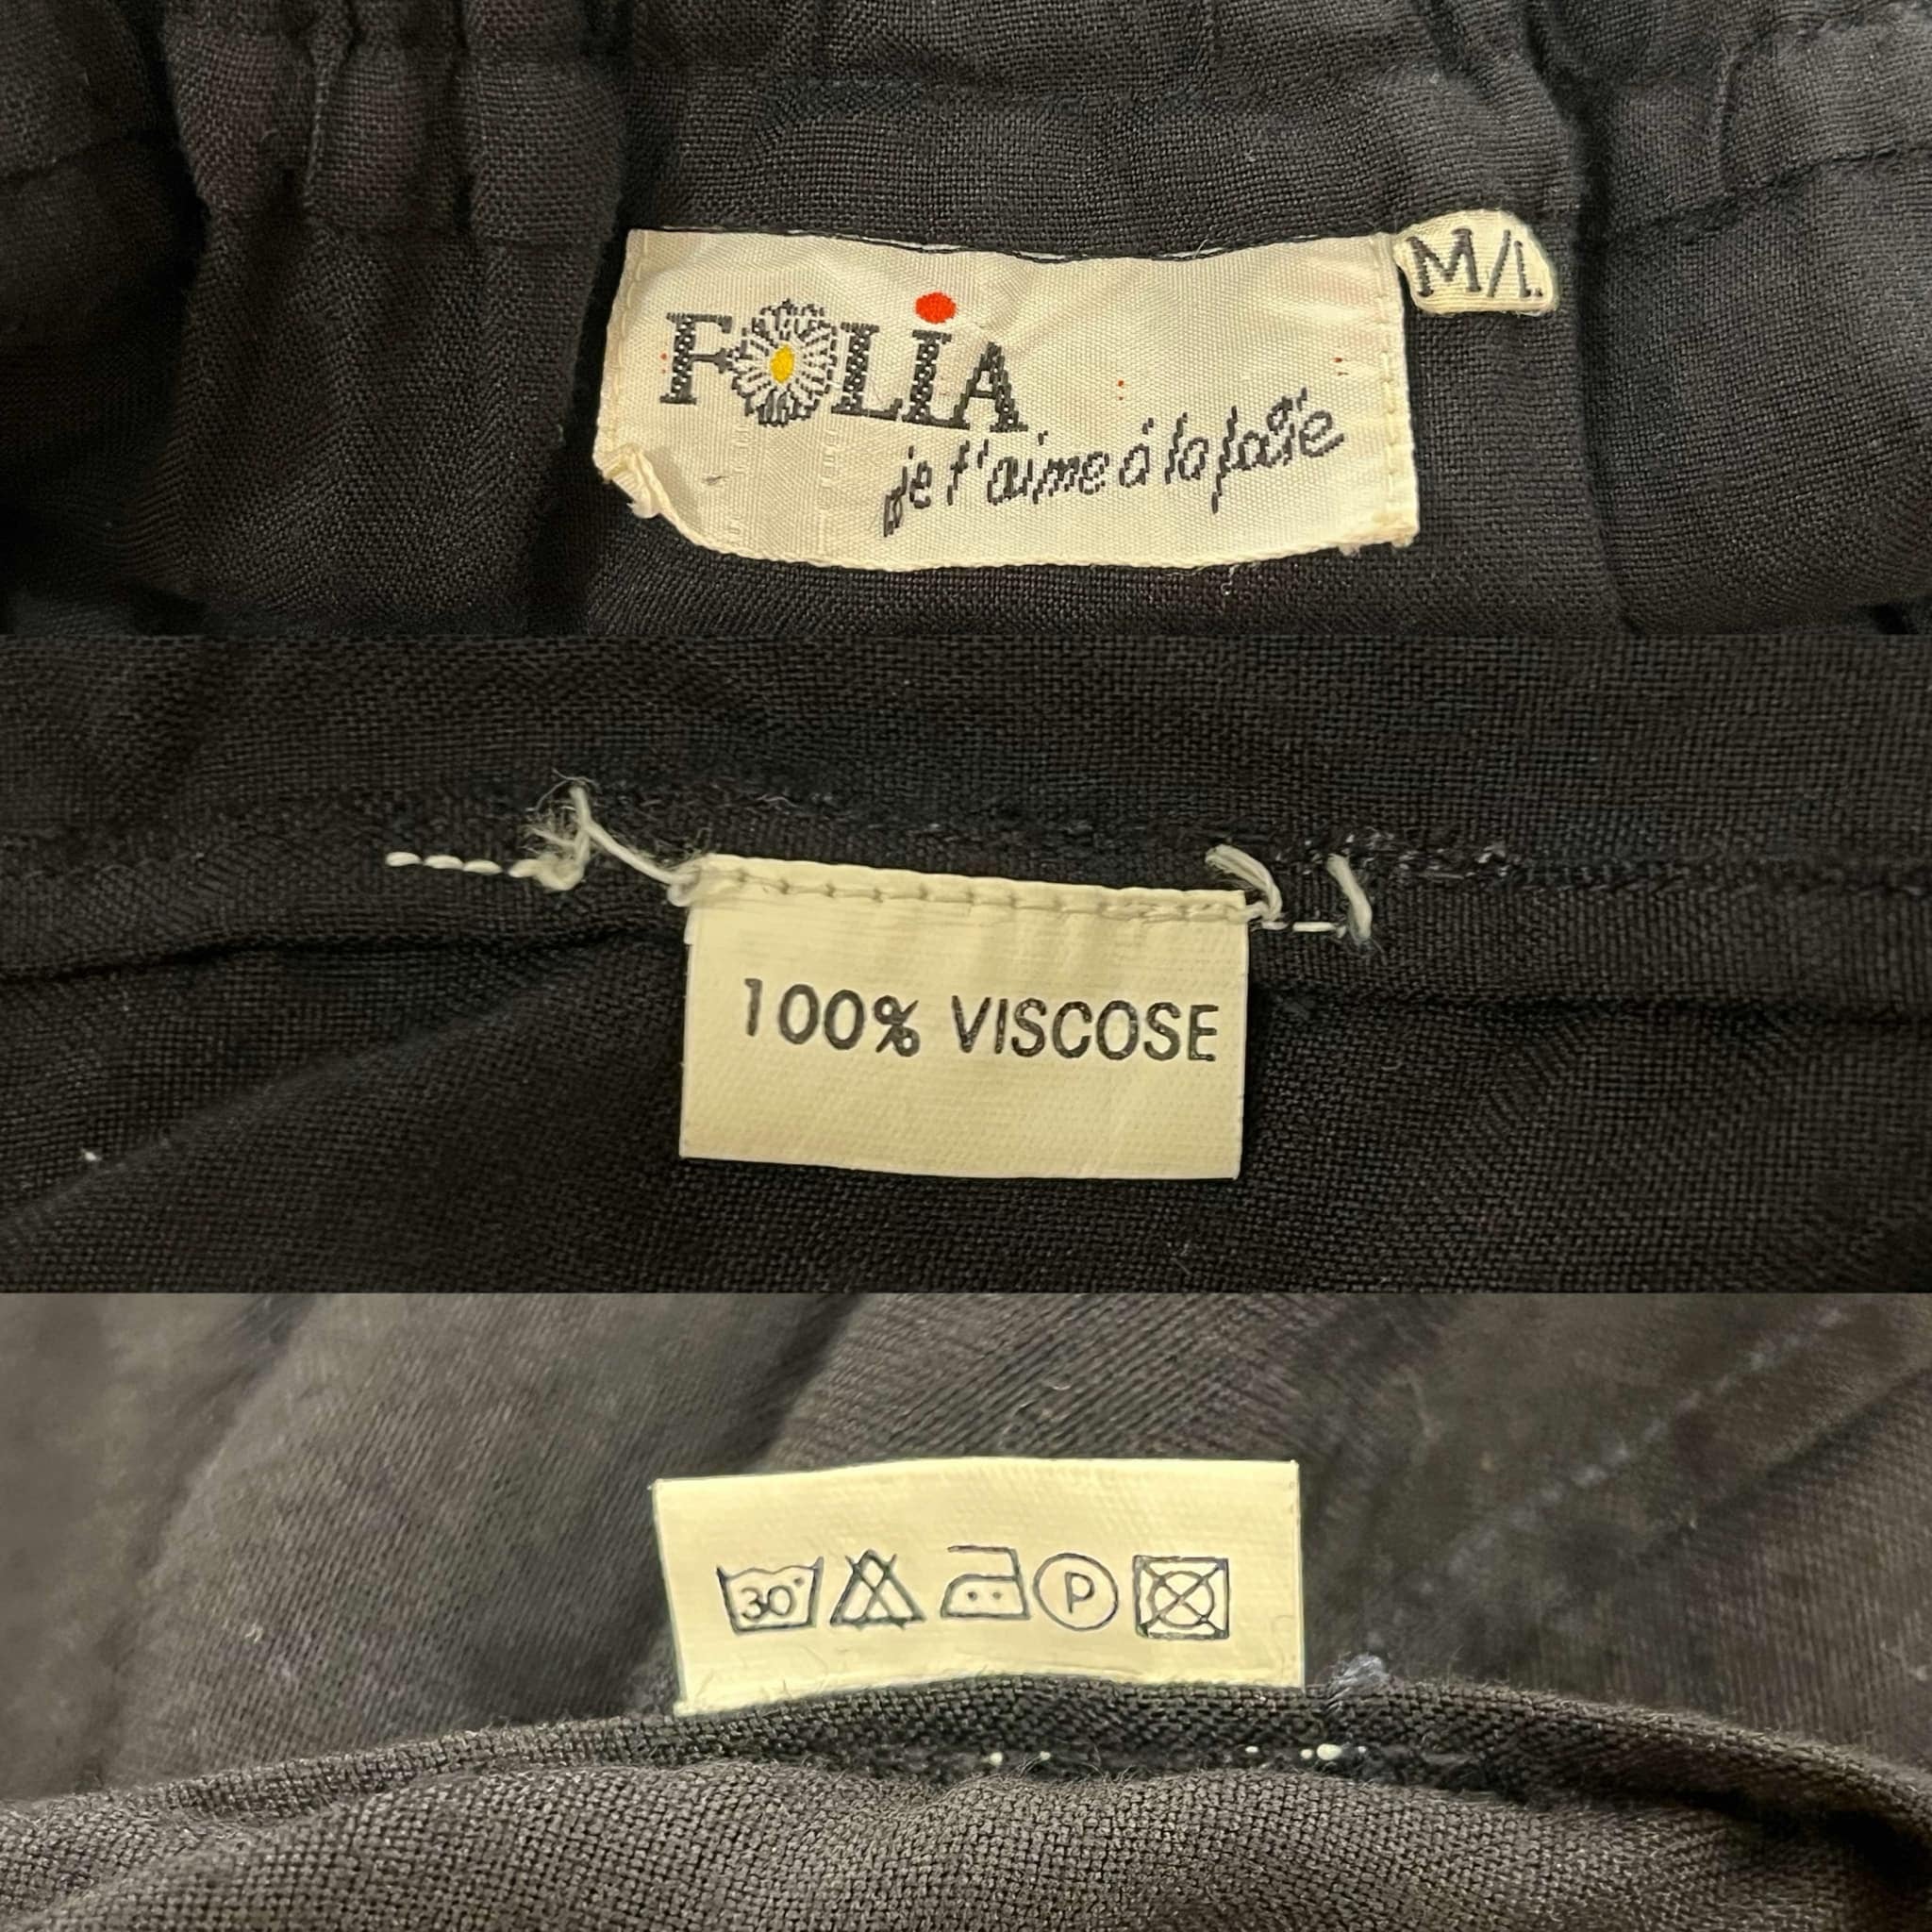 FOLiA
M/L
je t'aime à la folie
100% VISCOSE
30° P